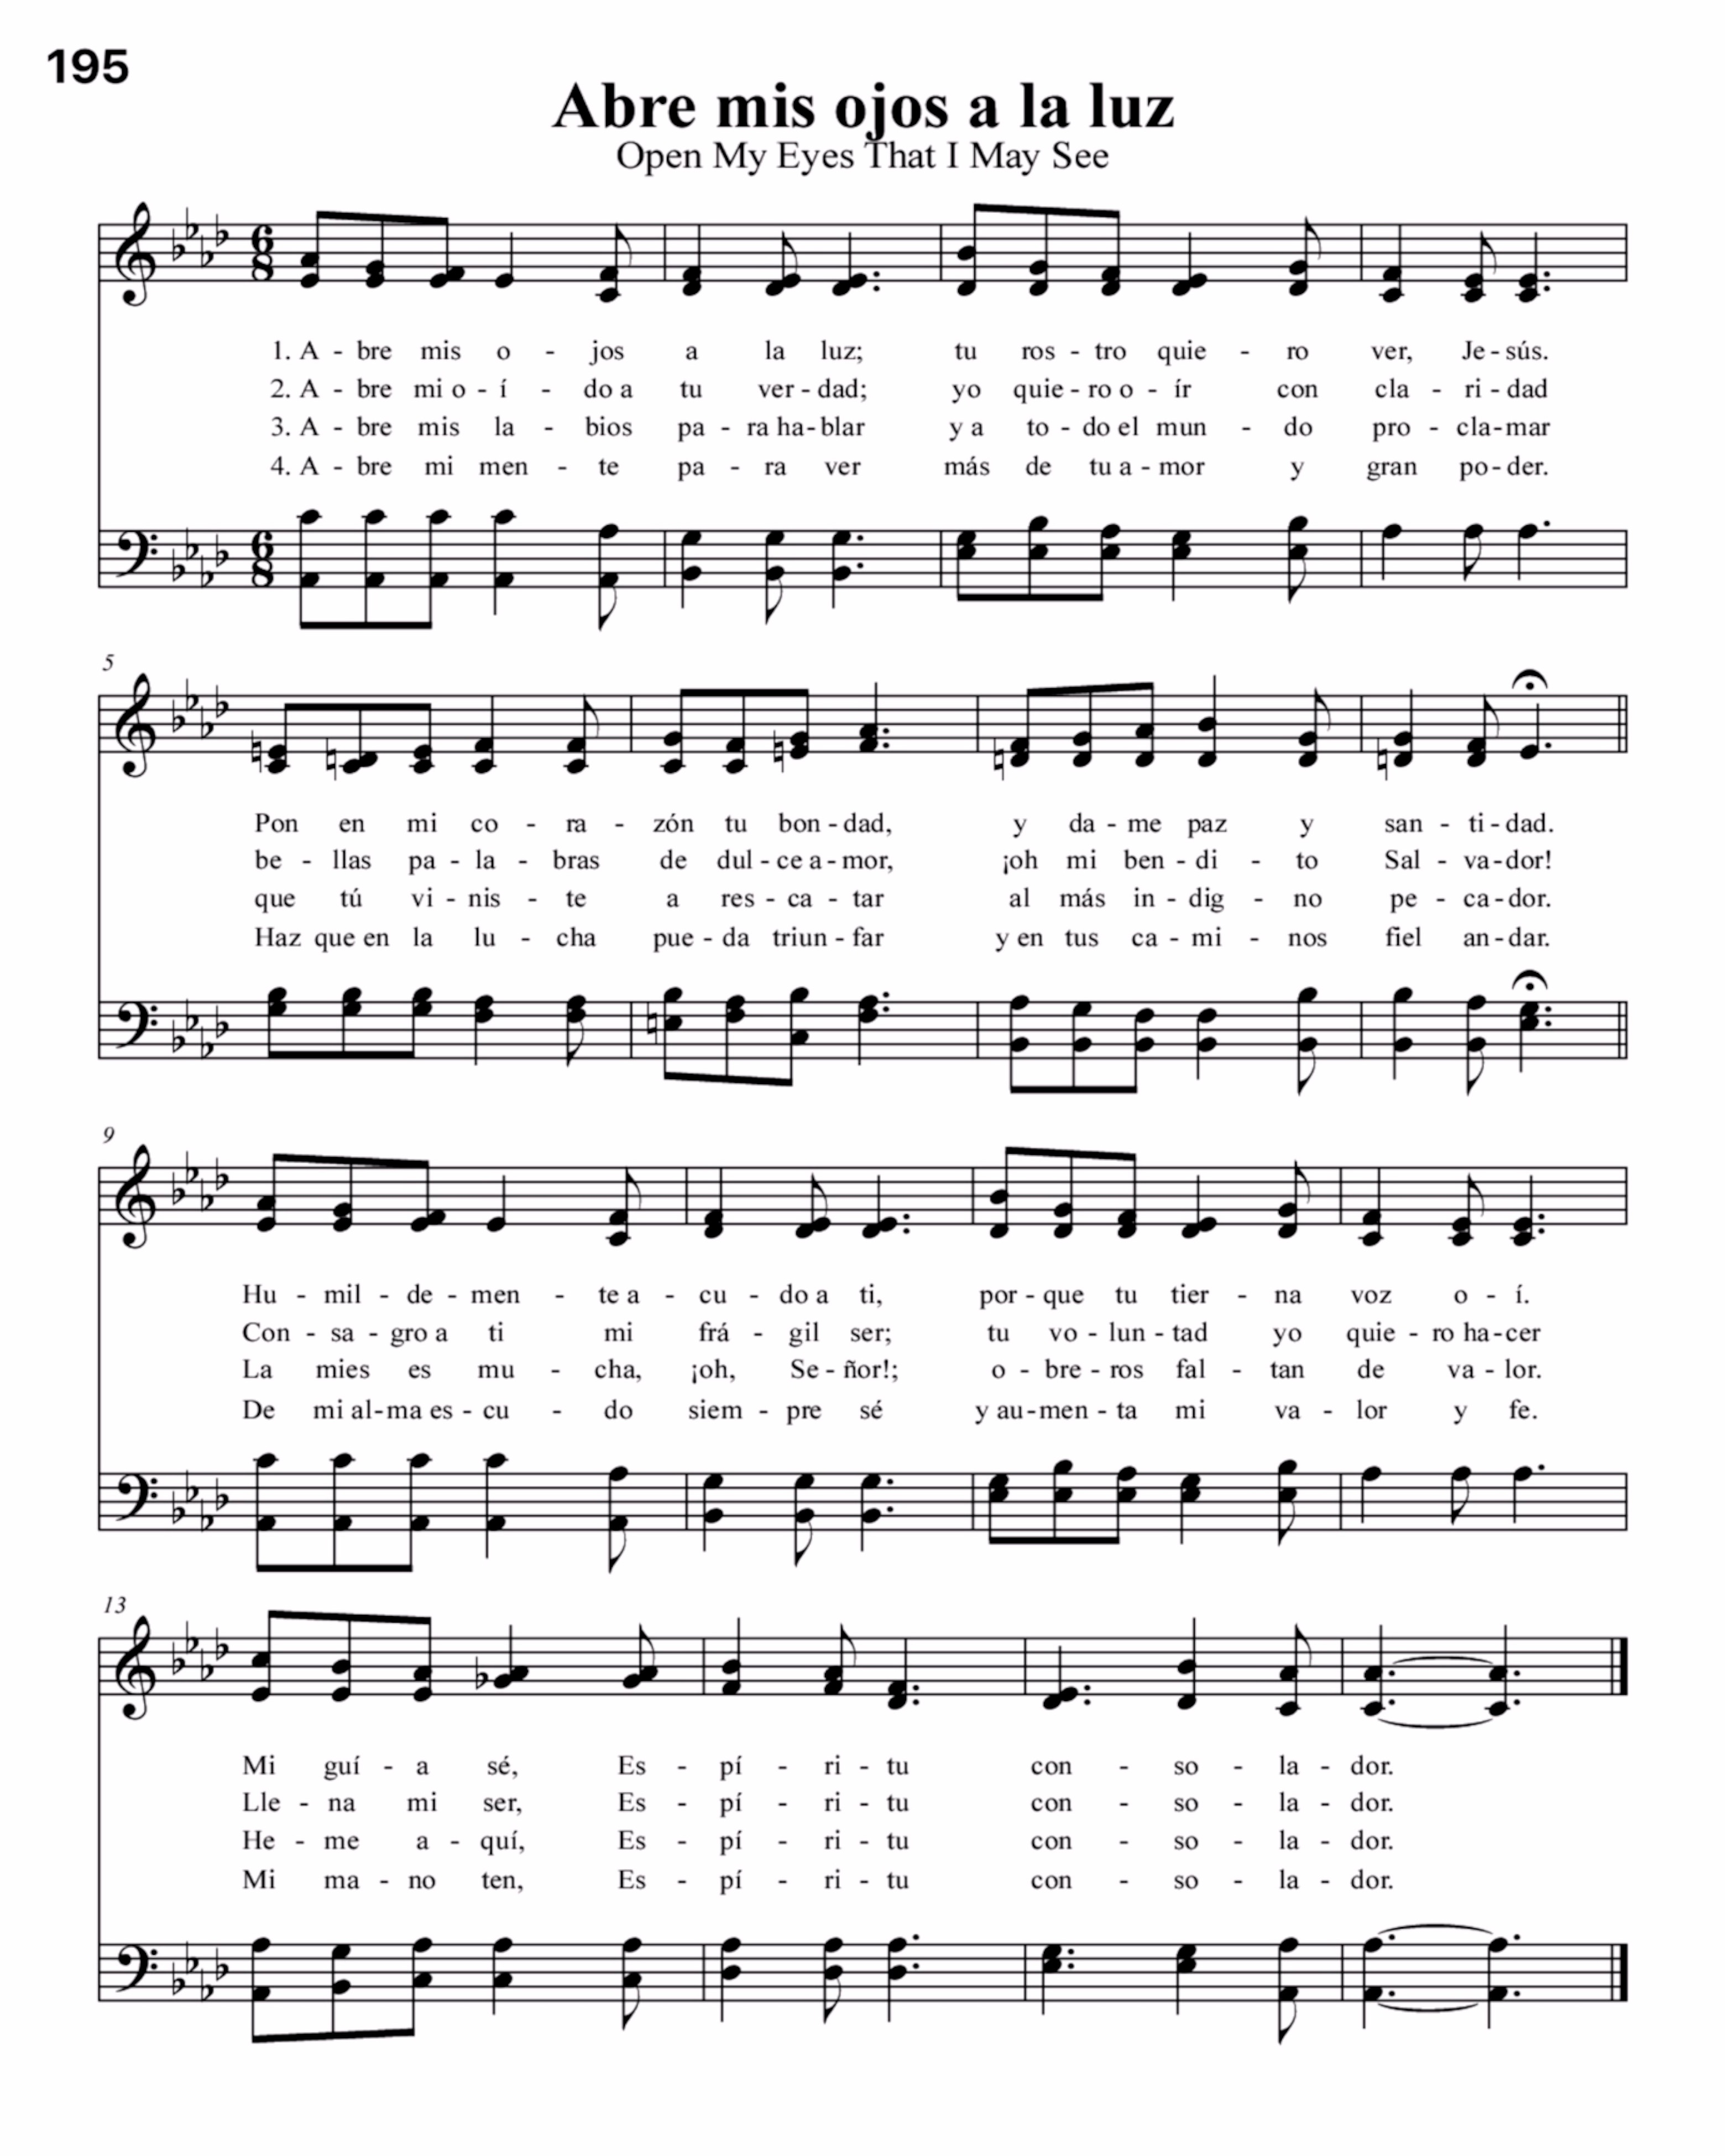 195
Abre mis ojos a la luz
Open My Eyes That I May See
1. A - bre mis o - jos a la luz; tu ros - tro quie - ro ver, Je - sús.
2. A - bre mi o - í - do a tu ver - dad; yo quie - ro o - ír con cla - ri - dad
3. A - bre mis la - bios pa - ra ha - blar y a to - do el mun - do pro - cla - mar
4. A - bre mi men - te pa - ra ver más de tu a - mor y gran po - der.
5
Pon en mi co - ra - zón tu bon - dad, y da - me paz y san - ti - dad.
be - llas pa - la - bras de dul - ce a - mor, ¡oh mi ben - di - to Sal - va - dor!
que tú vi - nis - te a res - ca - tar al más in - dig - no pe - ca - dor.
Haz que en la lu - cha pue - da triun - far y en tus ca - mi - nos fiel an - dar.
9
Hu - mil - de - men - te a - cu - do a ti, por - que tu tier - na voz o - í.
Con - sa - gro a ti mi frá - gil ser; tu vo - lun - tad yo quie - ro ha - cer
La mies es mu - cha, ¡oh, Se - ñor!; o - bre - ros fal - tan de va - lor.
De mi al - ma es - cu - do siem - pre sé y au - men - ta mi va - lor y fe.
13
Mi guí - a sé, Es - pí - ri - tu con - so - la - dor.
Lle - na mi ser, Es - pí - ri - tu con - so - la - dor.
He - me a - quí, Es - pí - ri - tu con - so - la - dor.
Mi ma - no ten, Es - pí - ri - tu con - so - la - dor.